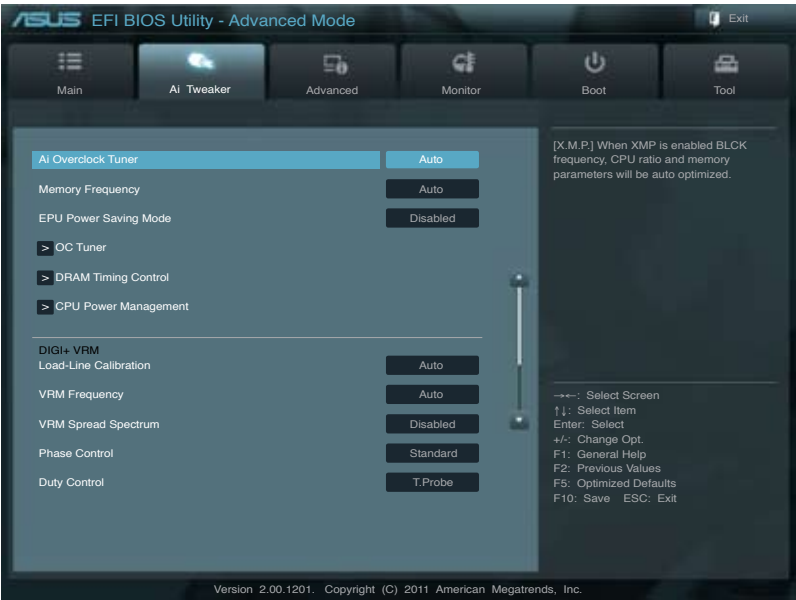 ASUS EFI BIOS Utility - Advanced Mode
Exit
Main
Ai Tweaker
Advanced
Monitor
Boot
Tool
Ai Overclock Tuner Auto
Memory Frequency Auto
EPU Power Saving Mode Disabled
> OC Tuner
> DRAM Timing Control
> CPU Power Management
DIGI+ VRM
Load-Line Calibration Auto
VRM Frequency Auto
VRM Spread Spectrum Disabled
Phase Control Standard
Duty Control T.Probe
[X.M.P.] When XMP is enabled BLCK
frequency, CPU ratio and memory
parameters will be auto optimized.
→←: Select Screen
↑↓: Select Item
Enter: Select
+/-: Change Opt.
F1: General Help
F2: Previous Values
F5: Optimized Defaults
F10: Save ESC: Exit
Version 2.00.1201. Copyright (C) 2011 American Megatrends, Inc.